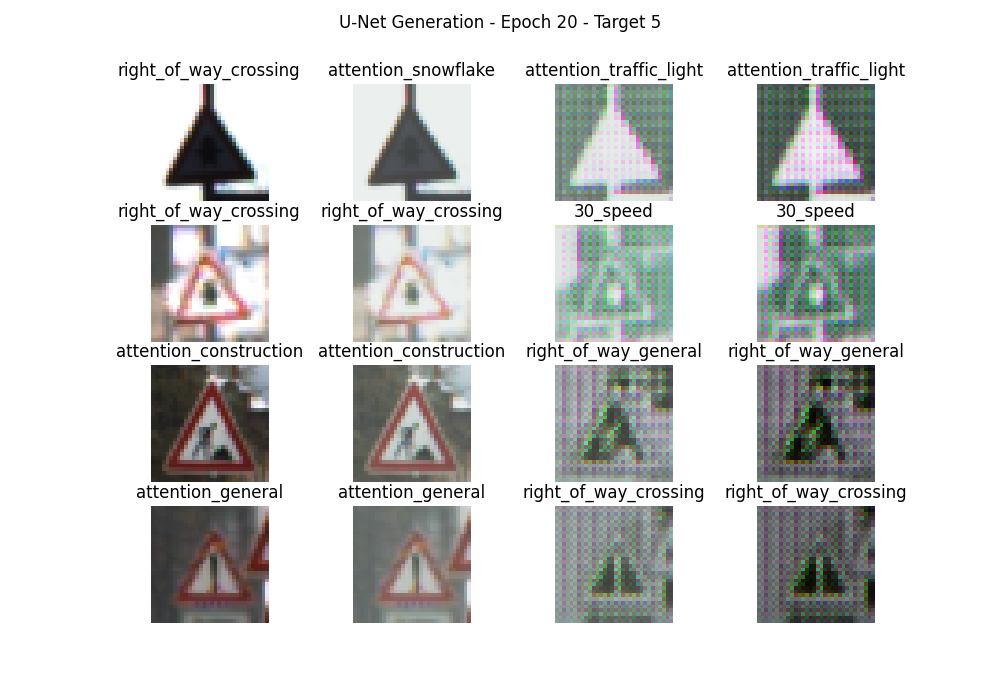 U-Net Generation - Epoch 20 - Target 5
right_of_way_crossing attention_snowflake attention_traffic_light attention_traffic_light
right_of_way_crossing right_of_way_crossing 30_speed 30_speed
attention_construction attention_construction right_of_way_general right_of_way_general
attention_general attention_general right_of_way_crossing right_of_way_crossing